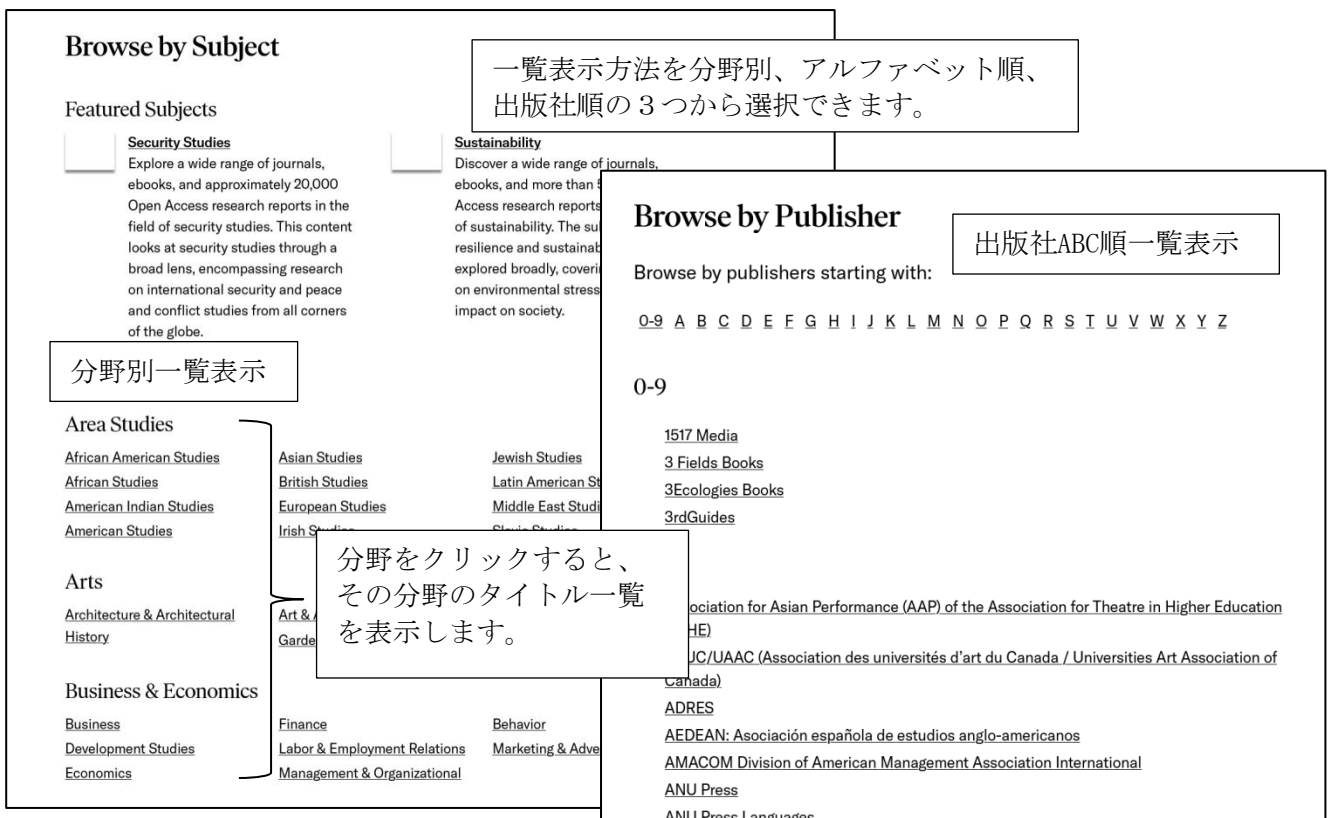 Browse by Subject
一覧表示方法を分野別、アルファベット順、
出版社順の３つから選択できます。
Featured Subjects
Security Studies
Explore a wide range of journals,
ebooks, and approximately 20,000
Open Access research reports in the
field of security studies. This content
looks at security studies through a
broad lens, encompassing research
on international security and peace
and conflict studies from all corners
of the globe.
Sustainability
Discover a wide range of journals,
ebooks, and more than
Access research reports
of sustainability. The
resilience and
explored broadly,
on environmental stress
impact on society.
分野別一覧表示
Area Studies
African American Studies
African Studies
American Indian Studies
American Studies
Asian Studies
British Studies
European Studies
Irish Studies
Jewish Studies
Latin American
Middle East
Slavic Studies
分野をクリックすると、
その分野のタイトル一覧
を表示します。
Arts
Architecture & Architectural
History
Art &
Business & Economics
Business
Development Studies
Economics
Finance
Labor & Employment Relations
Management & Organizational
Behavior
Marketing &
Browse by Publisher
出版社ABC順一覧表示
Browse by publishers starting with:
0-9 A B C D E F G H I J K L M N O P Q R S T U V W X Y Z
0-9
1517 Media
3 Fields Books
3Ecologies Books
3rdGuides
for Asian Performance (AAP) of the Association for Theatre in Higher Education
(Association des universités d'art du Canada / Universities Art Association of
Canada)
ADRES
AEDEAN: Asociación española de estudios anglo-americanos
AMACOM Division of American Management Association International
ANU Press
ANU Press Languages